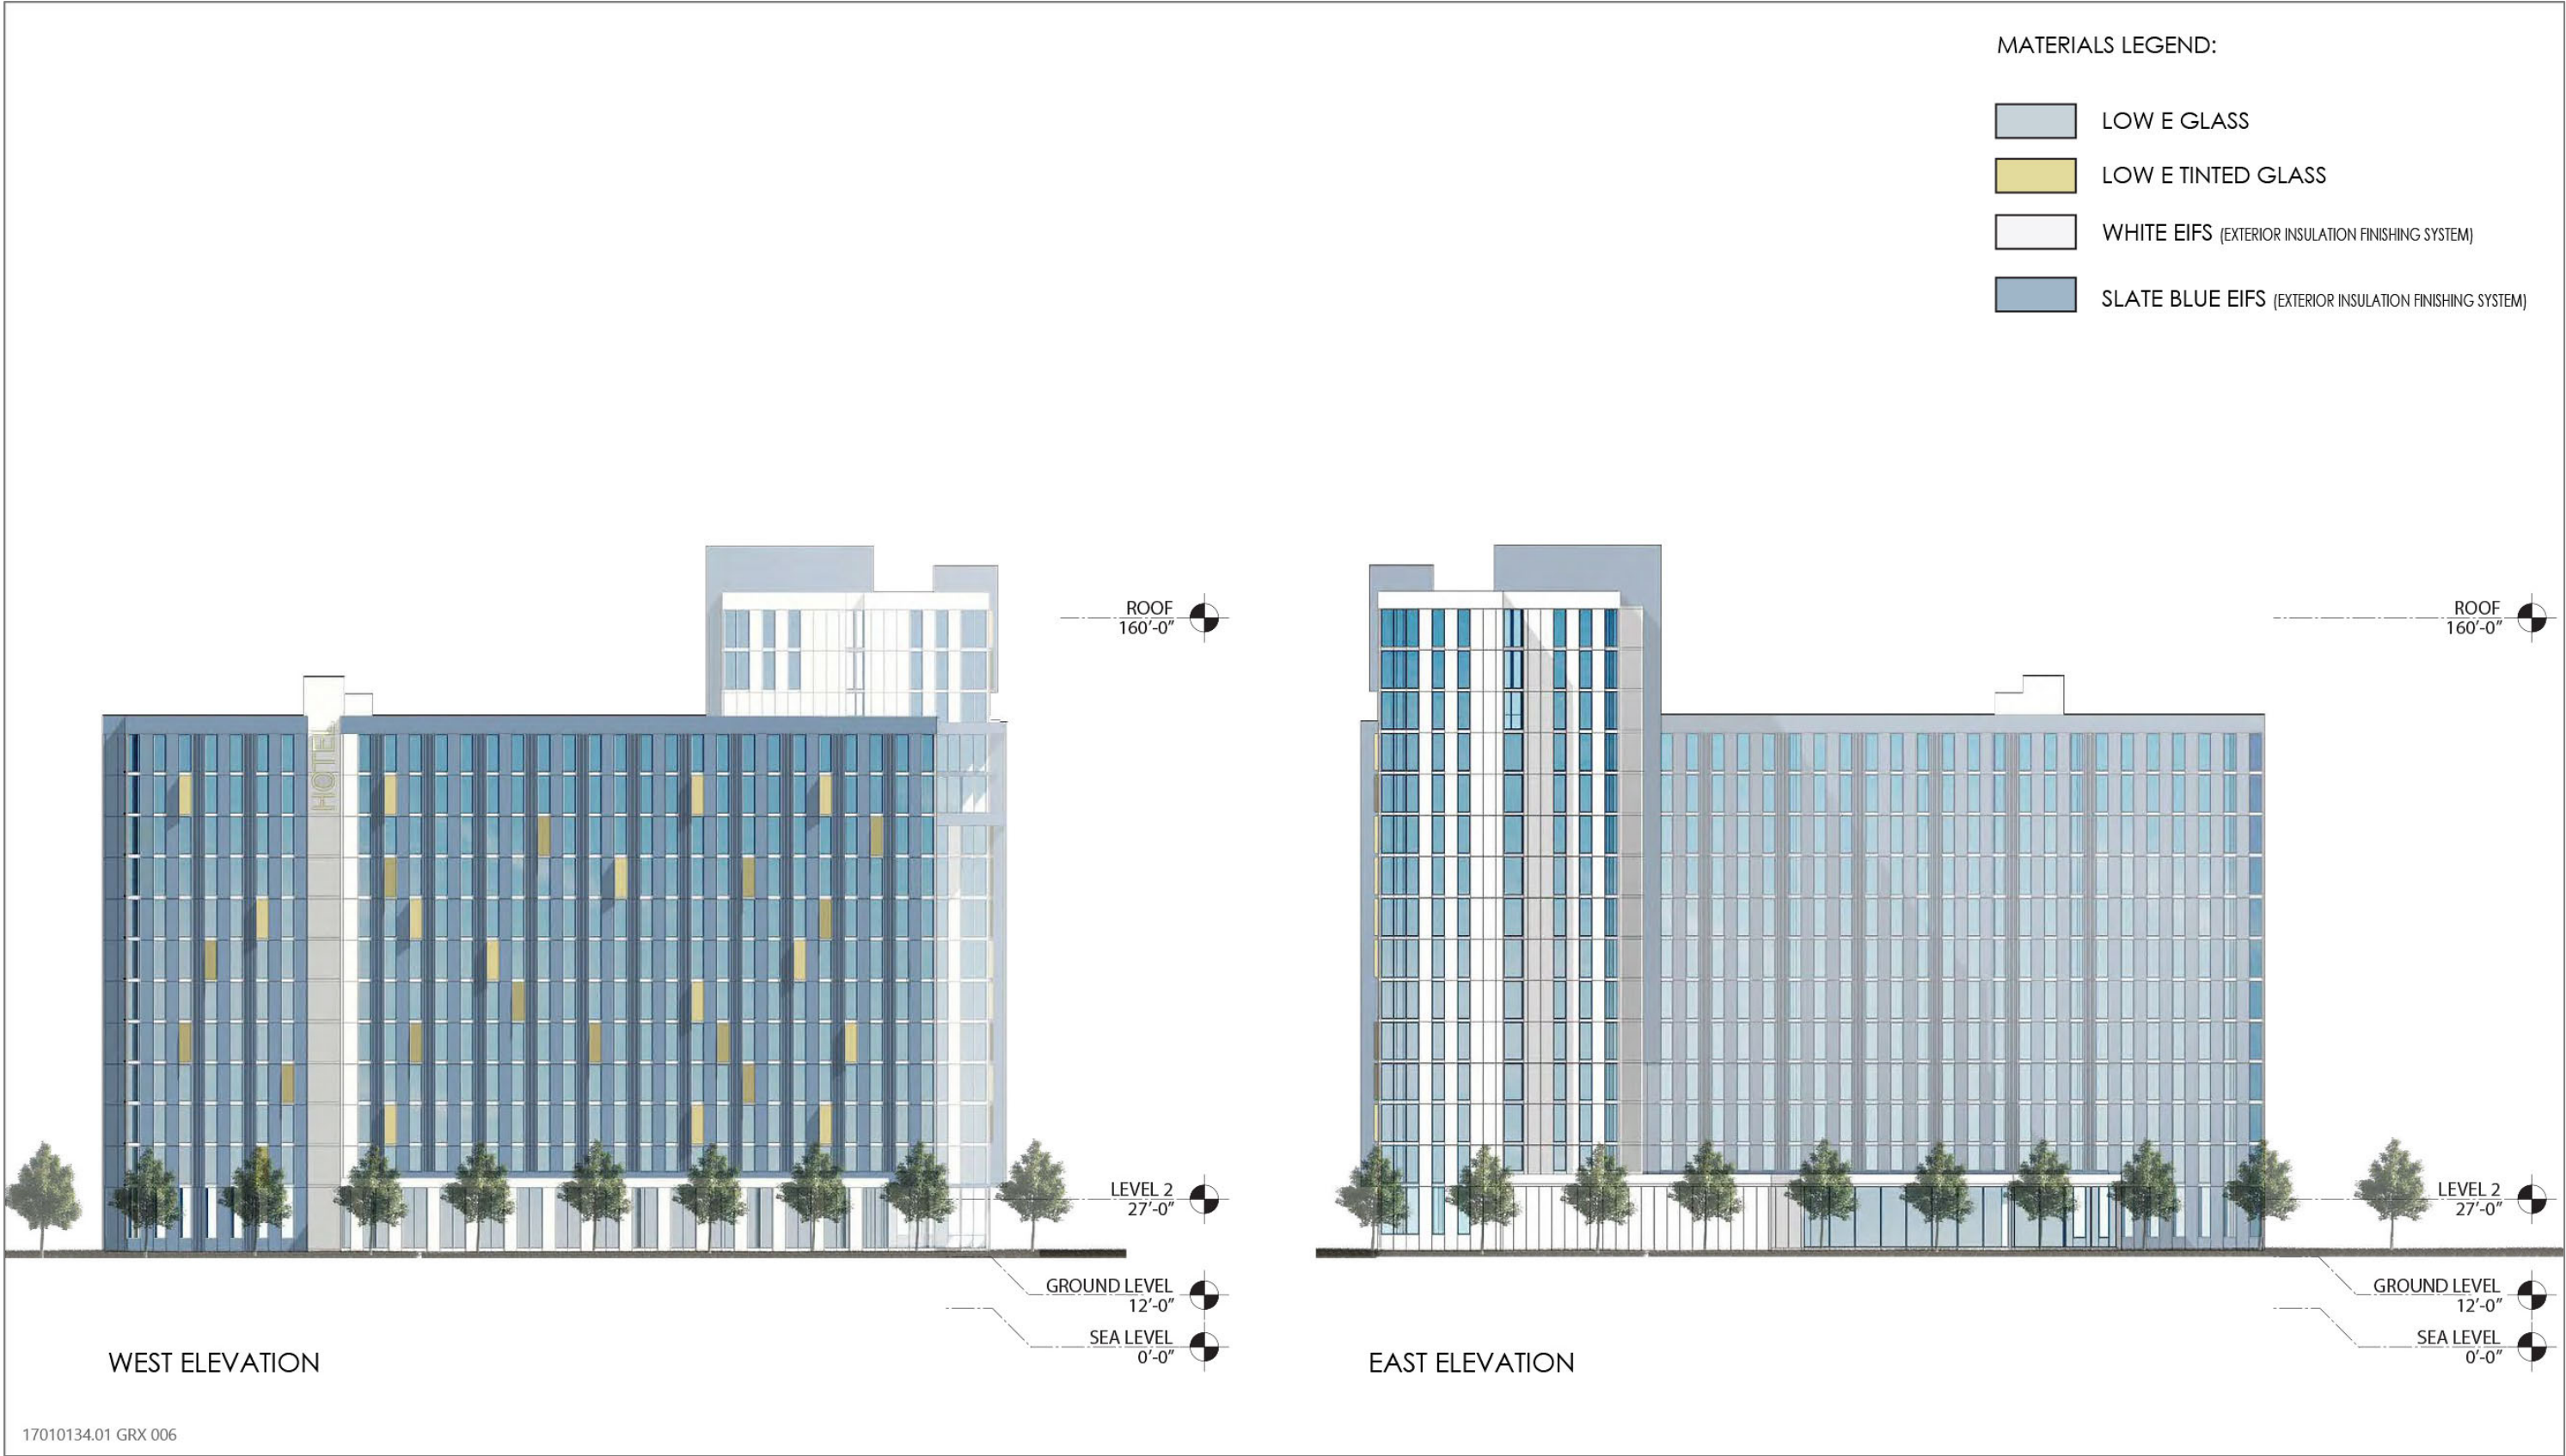 MATERIALS LEGEND:
LOW E GLASS
LOW E TINTED GLASS
WHITE EIFS (EXTERIOR INSULATION FINISHING SYSTEM)
SLATE BLUE EIFS (EXTERIOR INSULATION FINISHING SYSTEM)
HOTEL
ROOF
160'-0"
LEVEL 2
27'-0"
GROUND LEVEL
12'-0"
SEA LEVEL
0'-0"
WEST ELEVATION
ROOF
160'-0"
LEVEL 2
27'-0"
GROUND LEVEL
12'-0"
SEA LEVEL
0'-0"
EAST ELEVATION
17010134.01 GRX 006